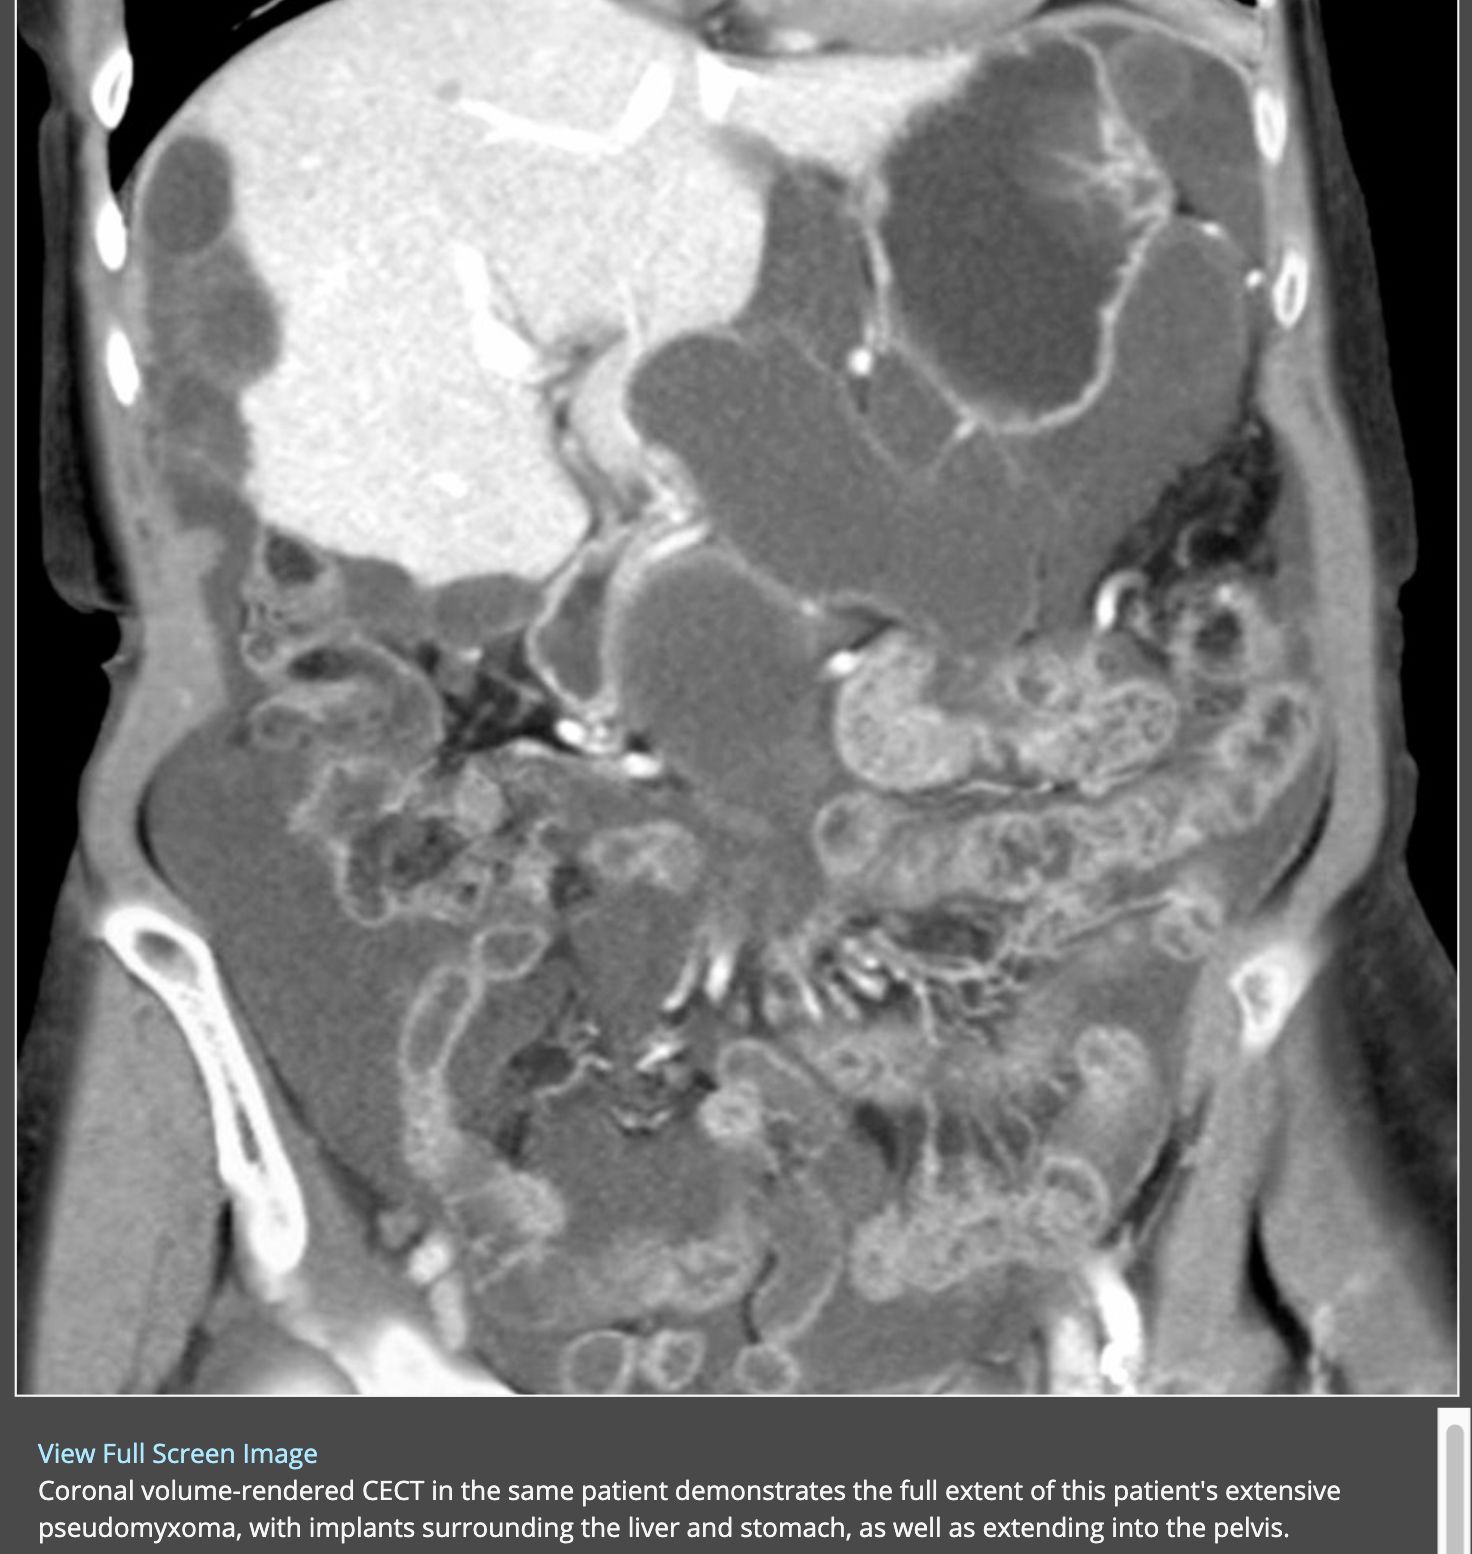 View Full Screen Image
Coronal volume-rendered CECT in the same patient demonstrates the full extent of this patient's extensive
pseudomyxoma, with implants surrounding the liver and stomach, as well as extending into the pelvis.